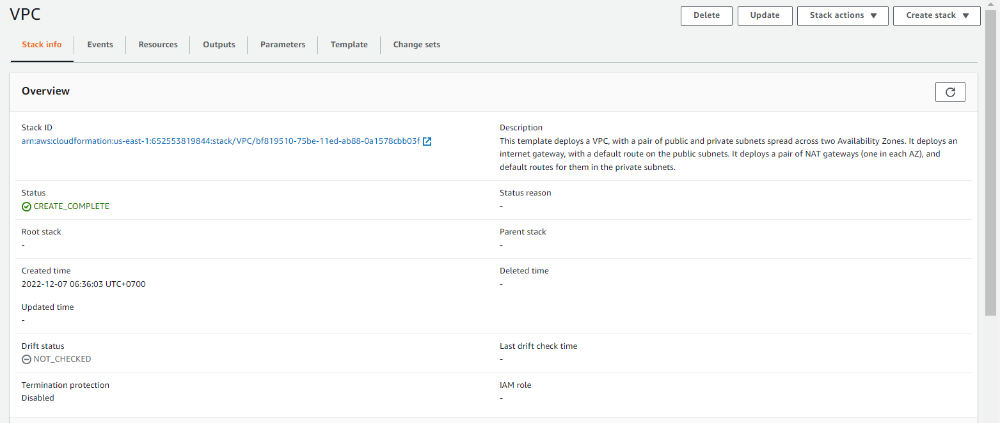 VPC
Delete
Update
Stack actions
Create stack
Stack info
Events
Resources
Outputs
Parameters
Template
Change sets
Overview
Stack ID
arn:aws:cloudformation:us-east-1:652553819844:stack/VPC/bf819510-75be-11ed-ab88-0a1578cbb03f
Description
This template deploys a VPC, with a pair of public and private subnets spread across two Availability Zones. It deploys an
internet gateway, with a default route on the public subnets. It deploys a pair of NAT gateways (one in each AZ), and
default routes for them in the private subnets.
Status
CREATE_COMPLETE
Status reason
-
Root stack
-
Parent stack
-
Created time
2022-12-07 06:36:03 UTC+0700
Deleted time
-
Updated time
-
Drift status
NOT_CHECKED
Last drift check time
-
Termination protection
Disabled
IAM role
-